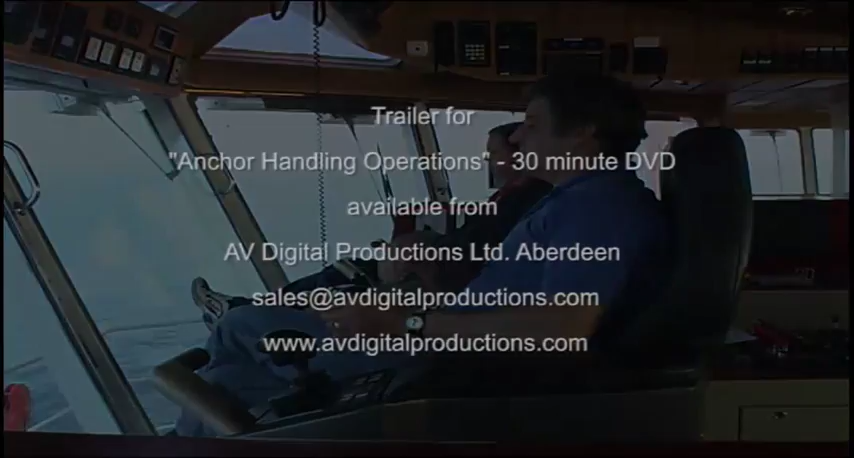 Trailer for
"Anchor Handling Operations" - 30 minute DVD
available from
AV Digital Productions Ltd. Aberdeen
sales@avdigitalproductions.com
www.avdigitalproductions.com